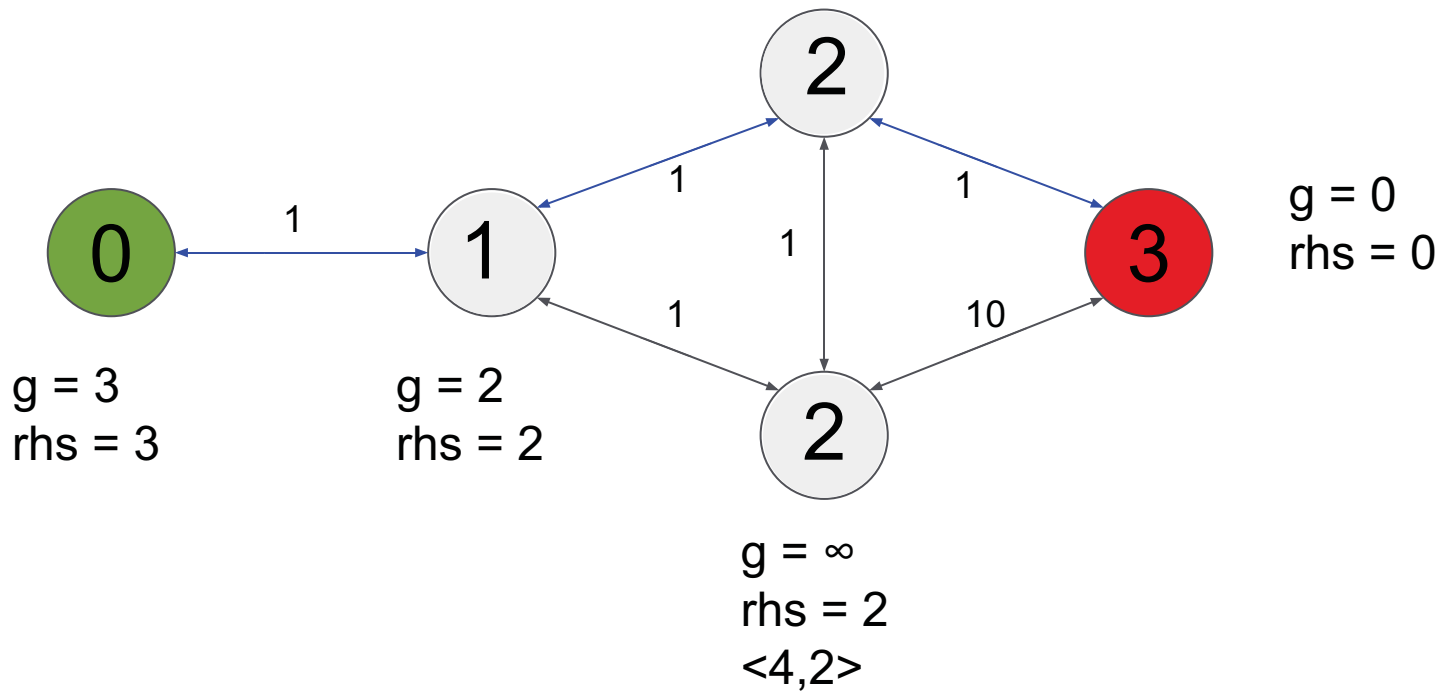 2
1
1
1
0
1
3
1
10
2
g = 0
rhs = 0
g = 3
rhs = 3
g = 2
rhs = 2
g = ∞
rhs = 2
<4,2>